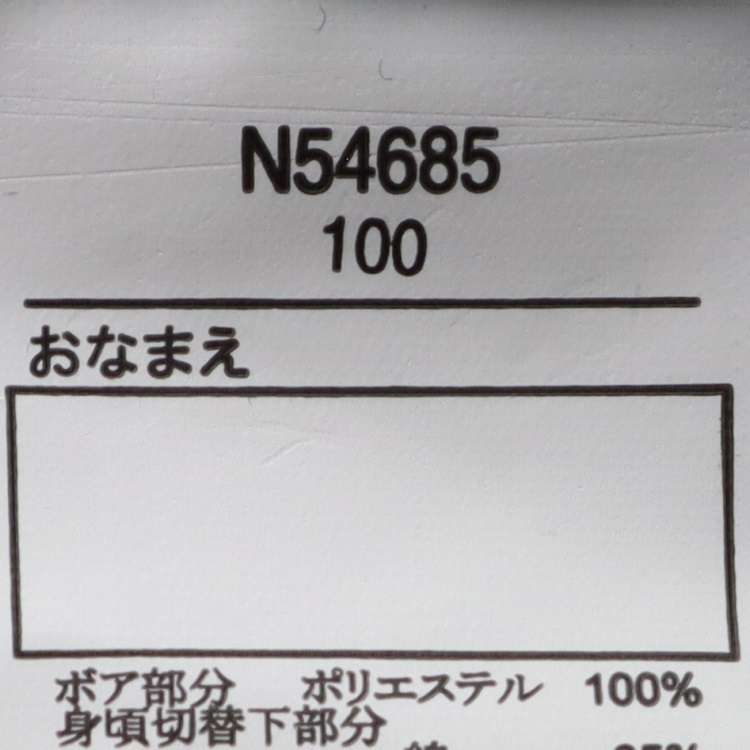 N54685
100
おなまえ
ボア部分 ポリエステル 100%
身頃切替下部分